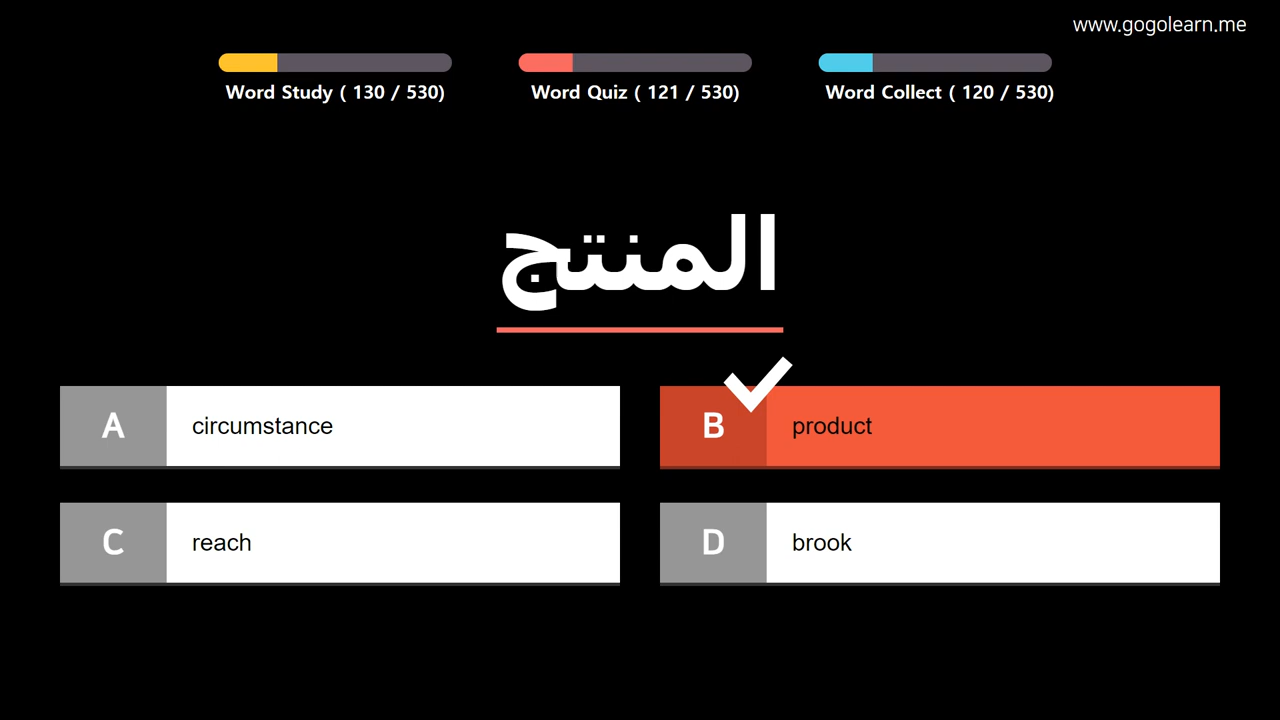 www.gogolearn.me
Word Study ( 130 / 530)
Word Quiz ( 121 / 530)
Word Collect ( 120 / 530)
المنتج
A circumstance
B product
C reach
D brook